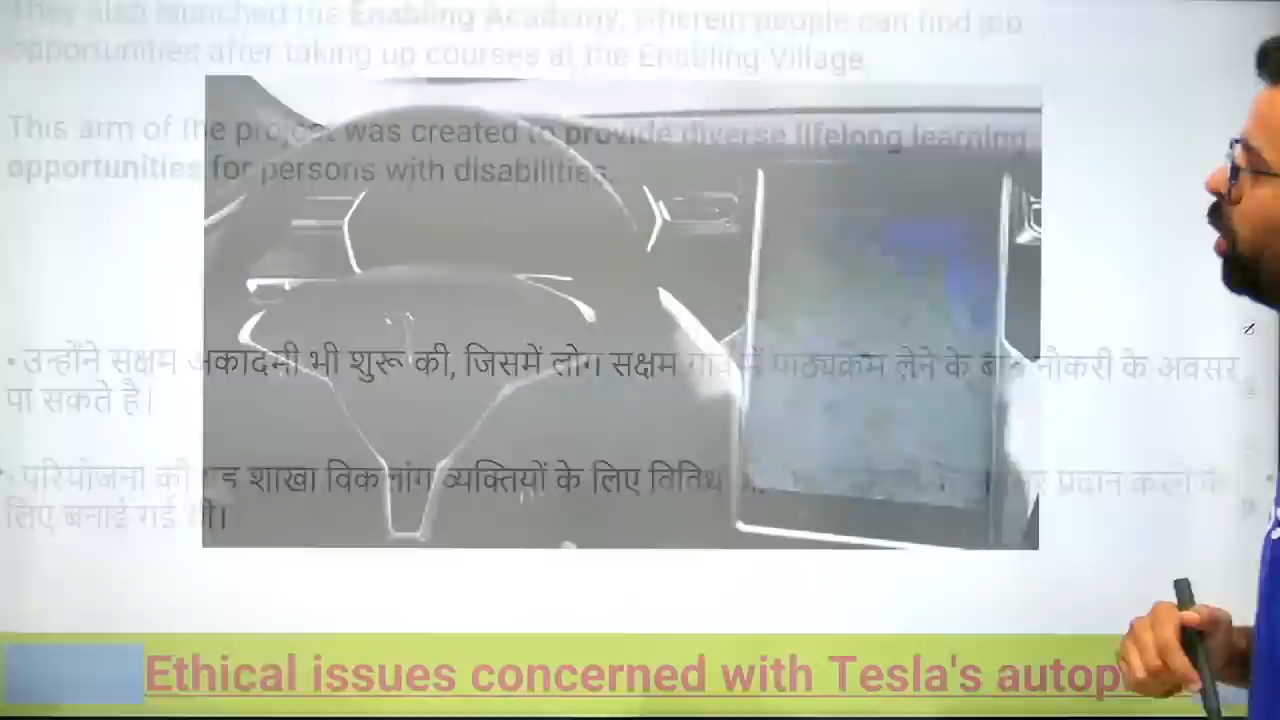 They also launched the Enabling Academy, wherein people can find job
opportunities after taking up courses at the Enabling Village
This arm of the project was created to provide diverse lifelong learning
opportunities for persons with disabilities.
• उन्होंने सक्षम अकादमी भी शुरू की, जिसमें लोग सक्षम गांव में पाठ्यक्रम लेने के बाद नौकरी के अवसर
पा सकते है।
• परियोजना की शाखा विकलांग व्यक्तियों के लिए प्रदान करने के
लिए बनाई गई थी।
Ethical issues concerned with Tesla's autop